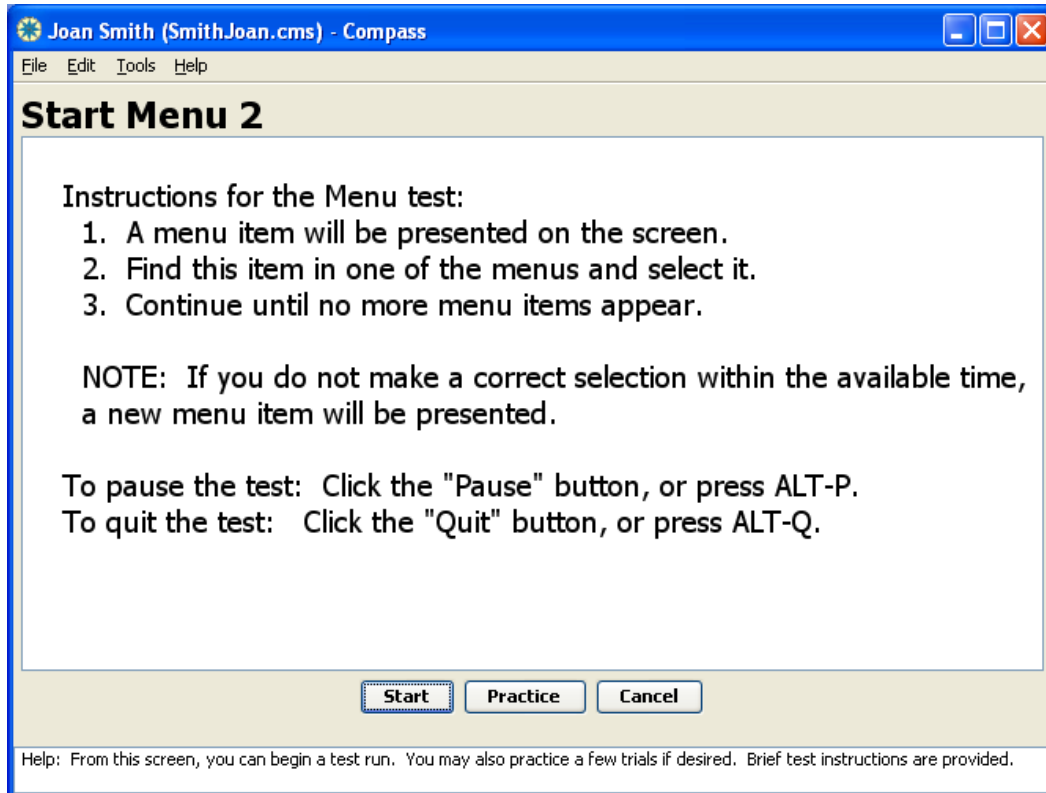 Joan Smith (SmithJoan.cms) - Compass
File Edit Tools Help
Start Menu 2
Instructions for the Menu test:
1. A menu item will be presented on the screen.
2. Find this item in one of the menus and select it.
3. Continue until no more menu items appear.
NOTE: If you do not make a correct selection within the available time,
a new menu item will be presented.
To pause the test: Click the "Pause" button, or press ALT-P.
To quit the test: Click the "Quit" button, or press ALT-Q.
Start Practice Cancel
Help: From this screen, you can begin a test run. You may also practice a few trials if desired. Brief test instructions are provided.